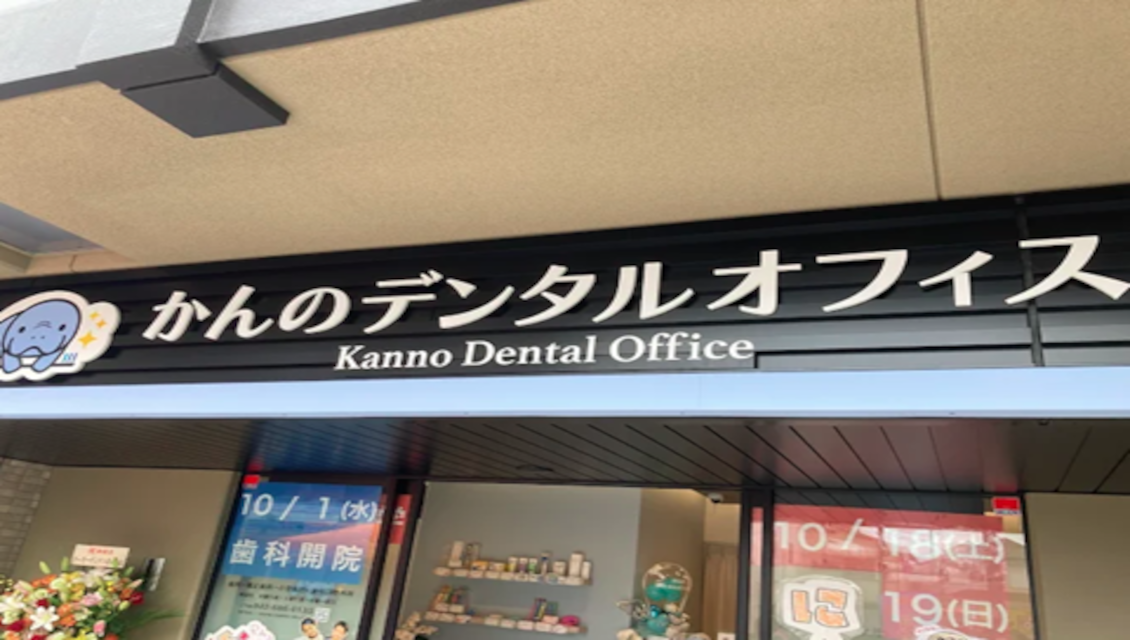 かんのデンタルオフィス
Kanno Dental Office
10 / 1 (水)
歯科開院
10 / 18(土)
19(日)
に